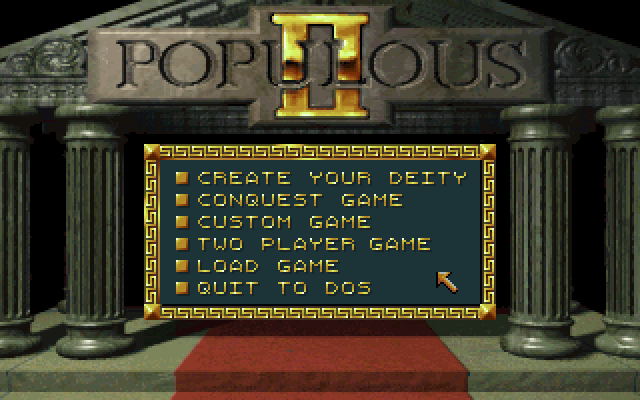 POPULOUS
II
CREATE YOUR DEITY
CONQUEST GAME
CUSTOM GAME
TWO PLAYER GAME
LOAD GAME
QUIT TO DOS